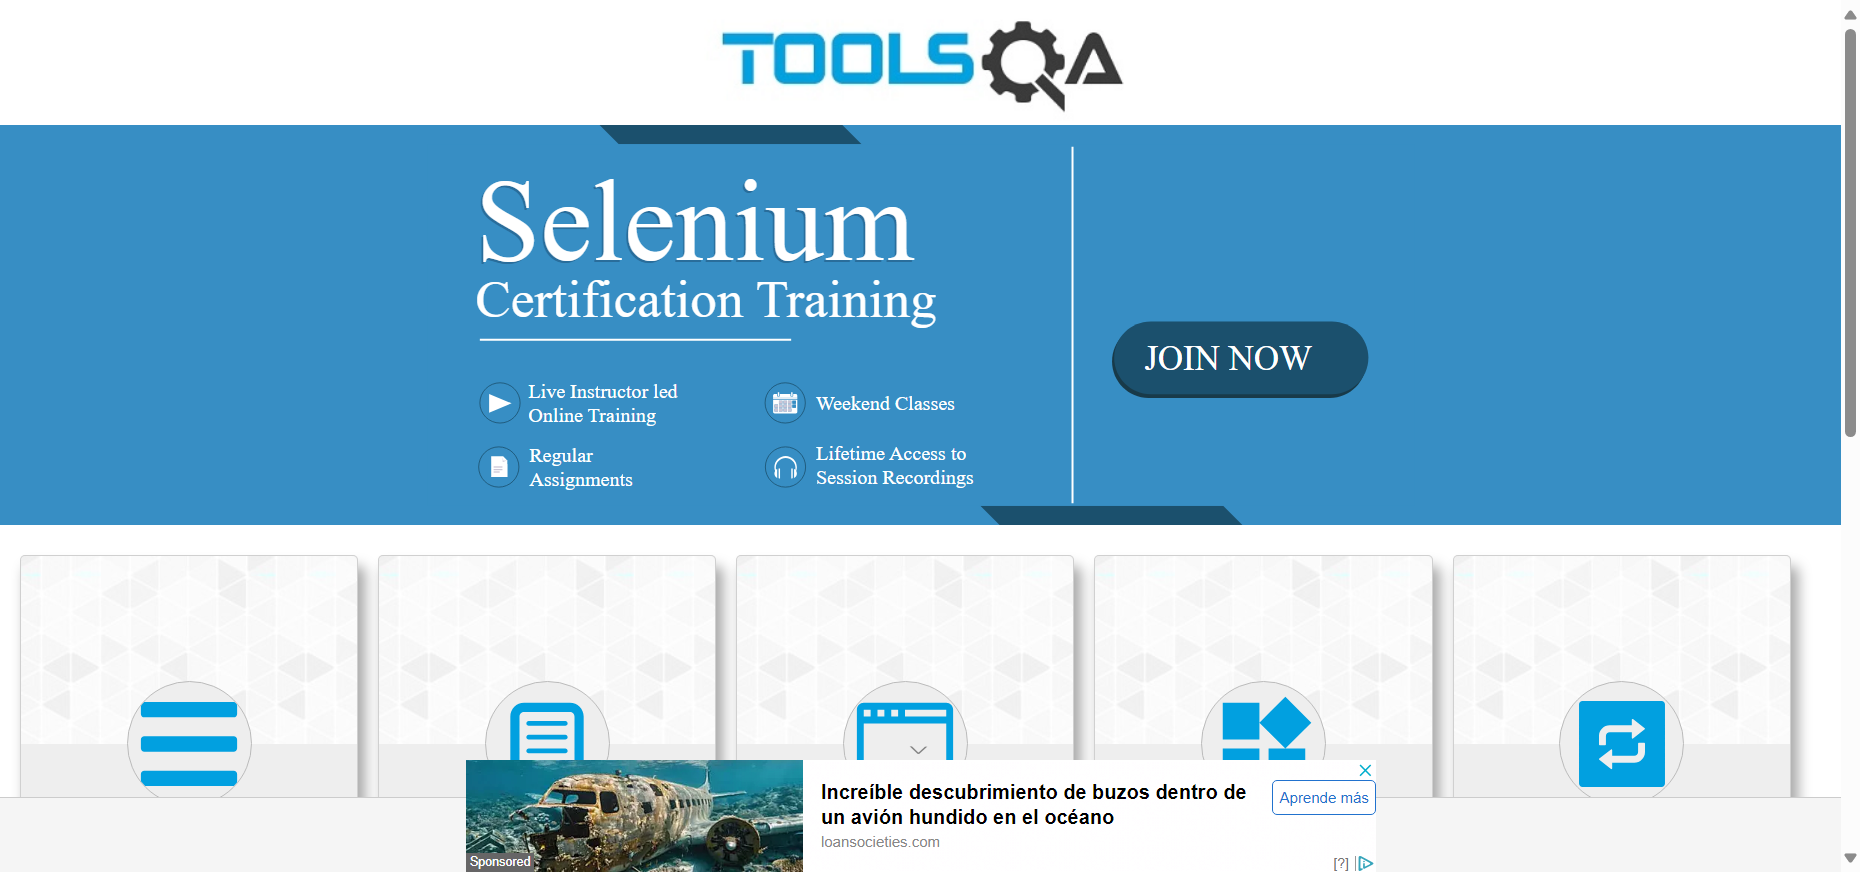 TOOLSQA
Selenium
Certification Training
JOIN NOW
Live Instructor led
Online Training
Weekend Classes
Regular
Assignments
Lifetime Access to
Session Recordings
Increíble descubrimiento de buzos dentro de
un avión hundido en el océano
loansocieties.com
Aprende más
Sponsored
[?]